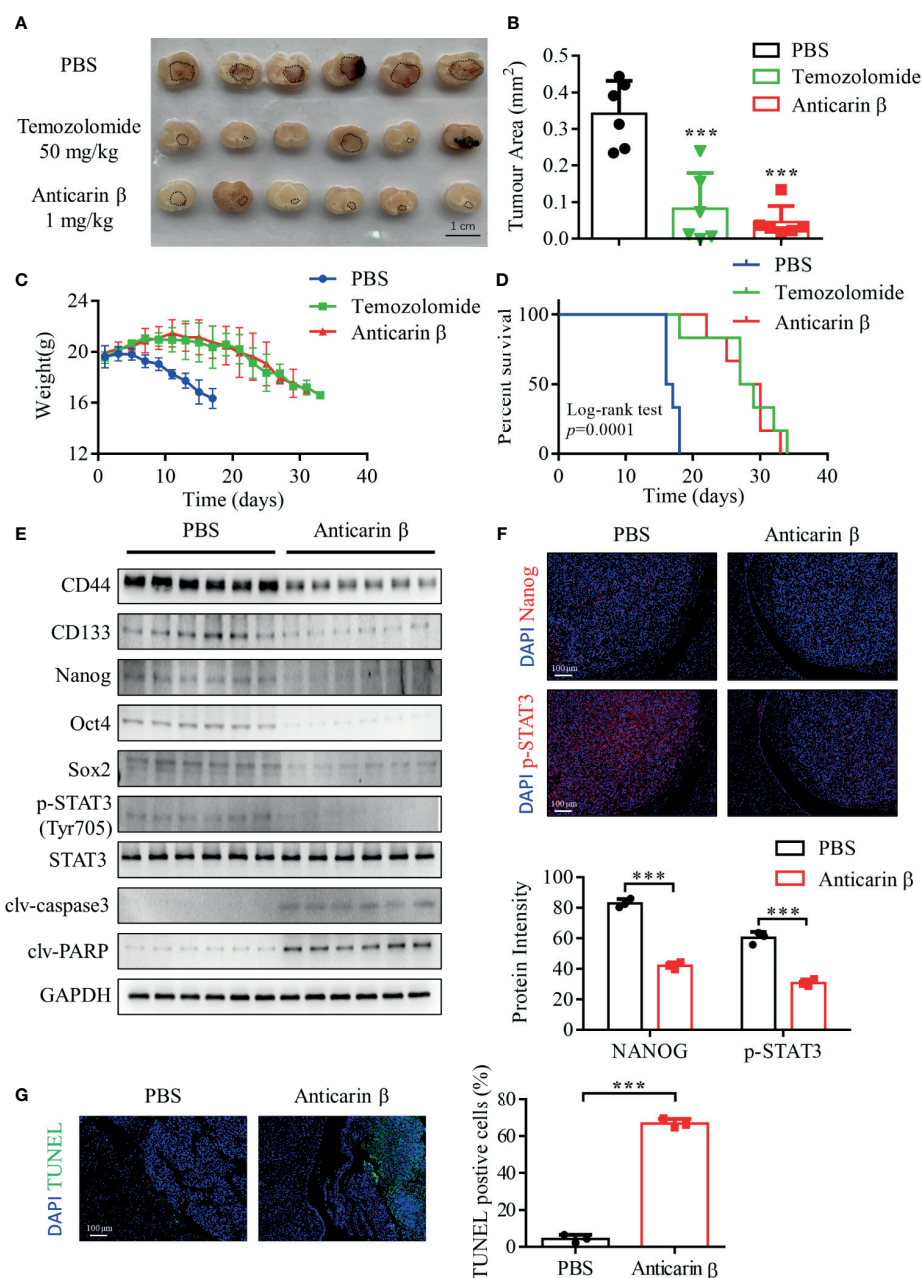 A
PBS
Temozolomide
50 mg/kg
Anticarin β
1 mg/kg
1 cm
B
Tumour Area (mm²)
0.5
0.4
0.3
0.2
0.1
0.0
***
***
PBS
Temozolomide
Anticarin β
C
PBS
Temozolomide
Anticarin β
Weight(g)
24
20
16
12
0 10 20 30 40
Time (days)
D
PBS
Temozolomide
Anticarin β
Percent survival
100
50
0
Log-rank test
p=0.0001
0 10 20 30 40
Time (days)
E
PBS Anticarin β
CD44
CD133
Nanog
Oct4
Sox2
p-STAT3
(Tyr705)
STAT3
clv-caspase3
clv-PARP
GAPDH
F
PBS Anticarin β
DAPI Nanog
100 μm
DAPI p-STAT3
100 μm
PBS
Anticarin β
Protein Intensity
100
80
60
40
20
0
***
***
NANOG p-STAT3
G
PBS Anticarin β
DAPI TUNEL
100 μm
TUNEL postive cells (%)
80
60
40
20
0
***
PBS Anticarin β